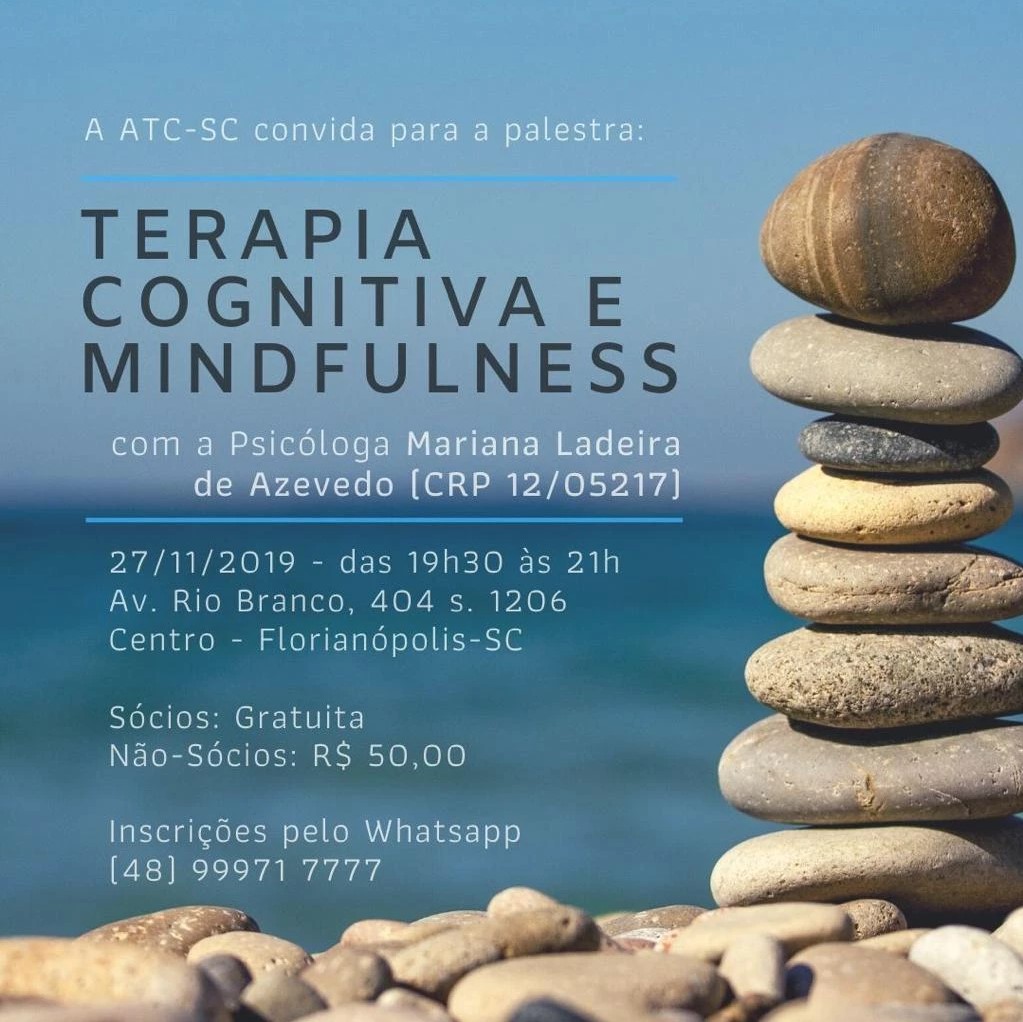 A ATC-SC convida para a palestra:
TERAPIA
COGNITIVA E
MINDFULNESS
com a Psicóloga Mariana Ladeira
de Azevedo (CRP 12/05217)
27/11/2019 - das 19h30 às 21h
Av. Rio Branco, 404 s. 1206
Centro - Florianópolis-SC
Sócios: Gratuita
Não-Sócios: R$ 50,00
Inscrições pelo Whatsapp
(48) 99971 7777